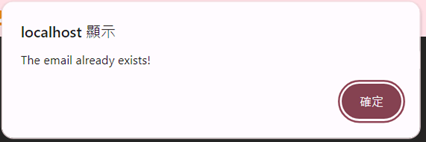 localhost 顯示
The email already exists!
確定